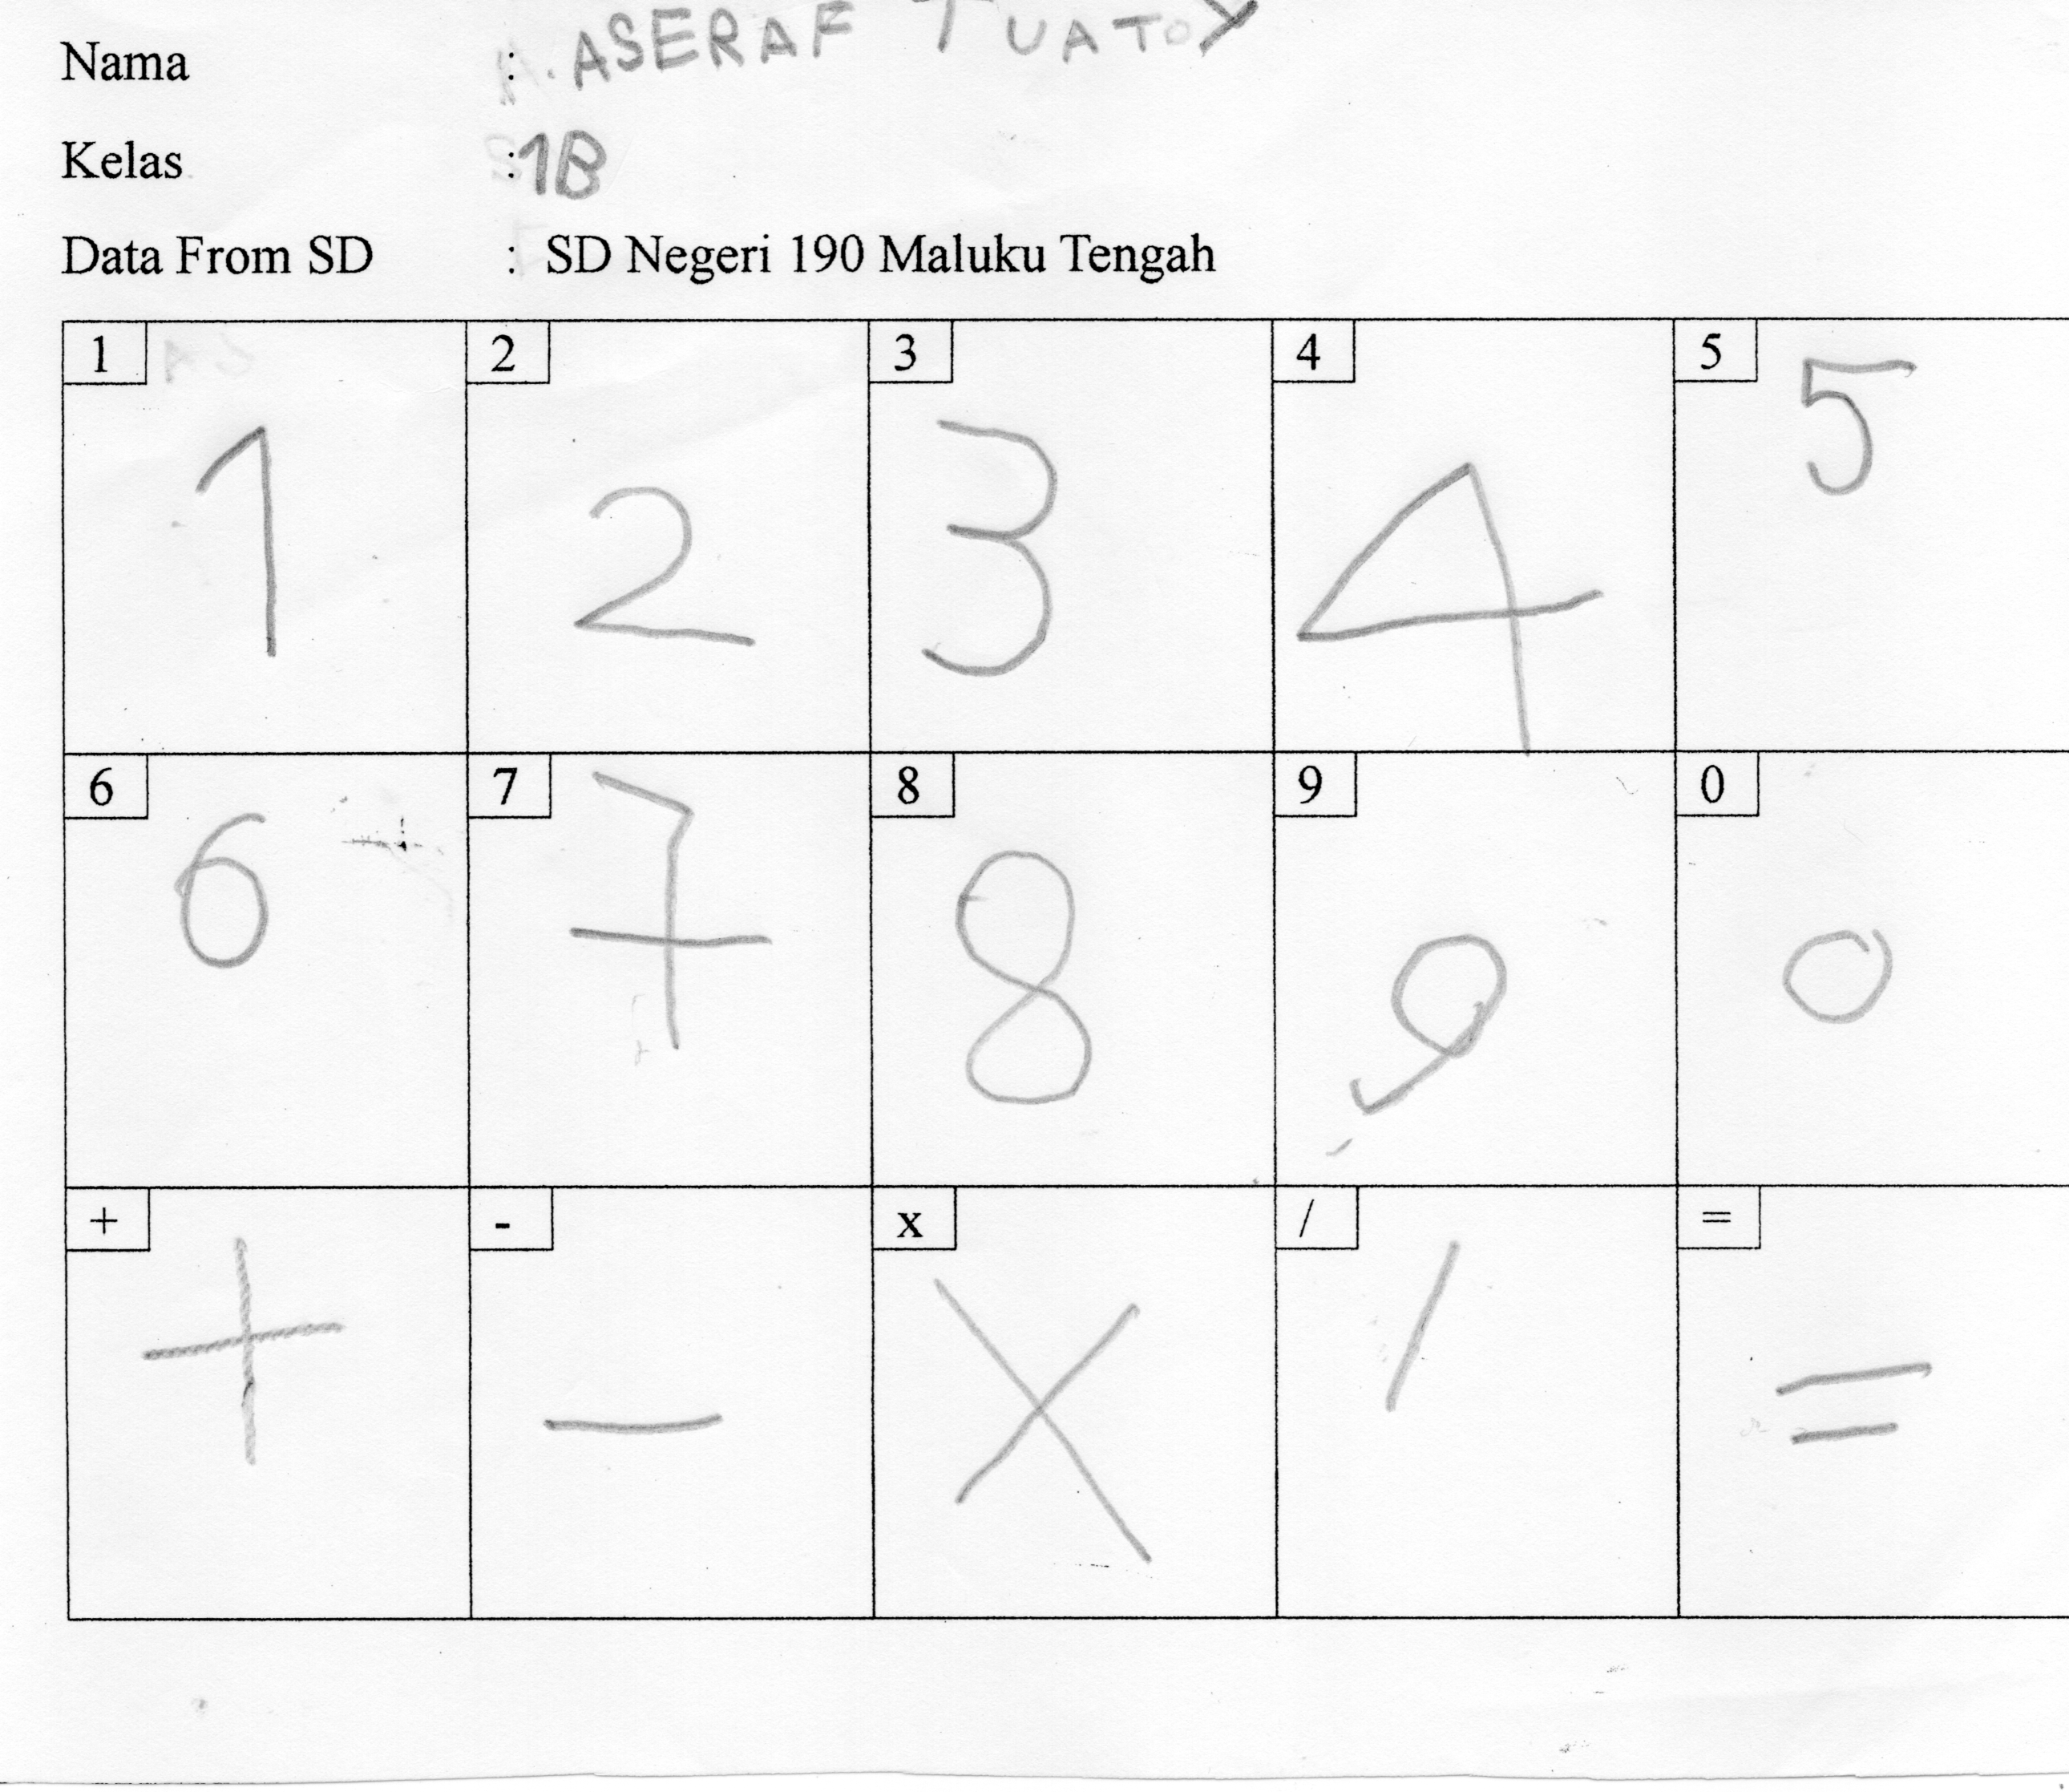 Nama : A. ASERAF TUATOY
Kelas : 1B
Data From SD : SD Negeri 190 Maluku Tengah
1 2 3 4 5
1 2 3 4 5
6 7 8 9 0
6 7 8 9 0
+ - x / =
+ - x / =